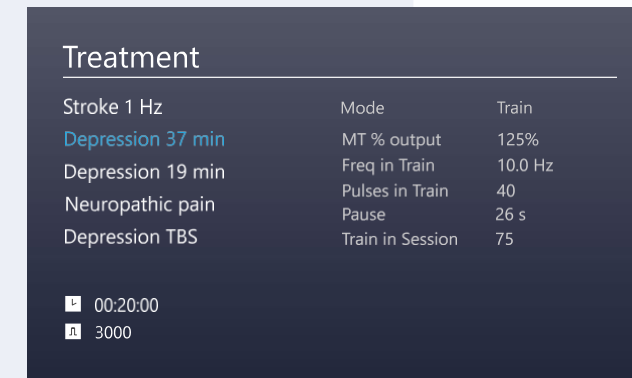 Treatment
Stroke 1 Hz
Depression 37 min
Depression 19 min
Neuropathic pain
Depression TBS
Mode Train
MT % output 125%
Freq in Train 10.0 Hz
Pulses in Train 40
Pause 26 s
Train in Session 75
00:20:00
3000